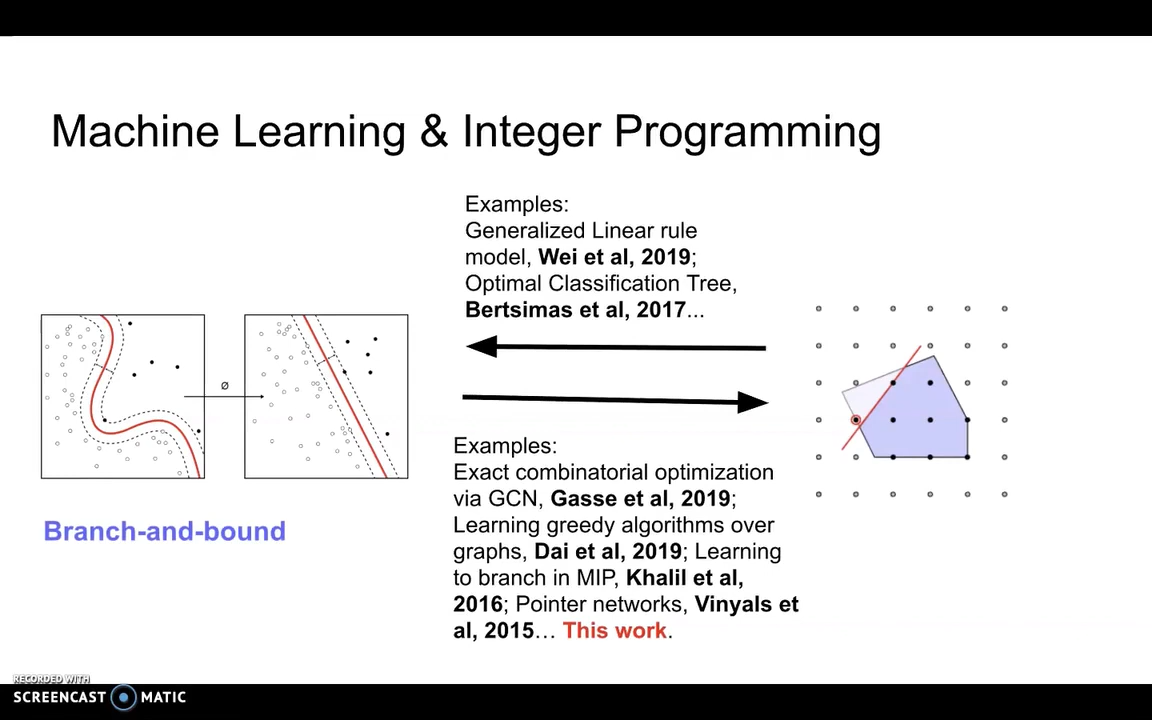 Machine Learning & Integer Programming
Examples:
Generalized Linear rule
model, Wei et al, 2019;
Optimal Classification Tree,
Bertsimas et al, 2017...
ø
Branch-and-bound
Examples:
Exact combinatorial optimization
via GCN, Gasse et al, 2019;
Learning greedy algorithms over
graphs, Dai et al, 2019; Learning
to branch in MIP, Khalil et al,
2016; Pointer networks, Vinyals et
al, 2015… This work.
RECORDED WITH
SCREENCAST MATIC